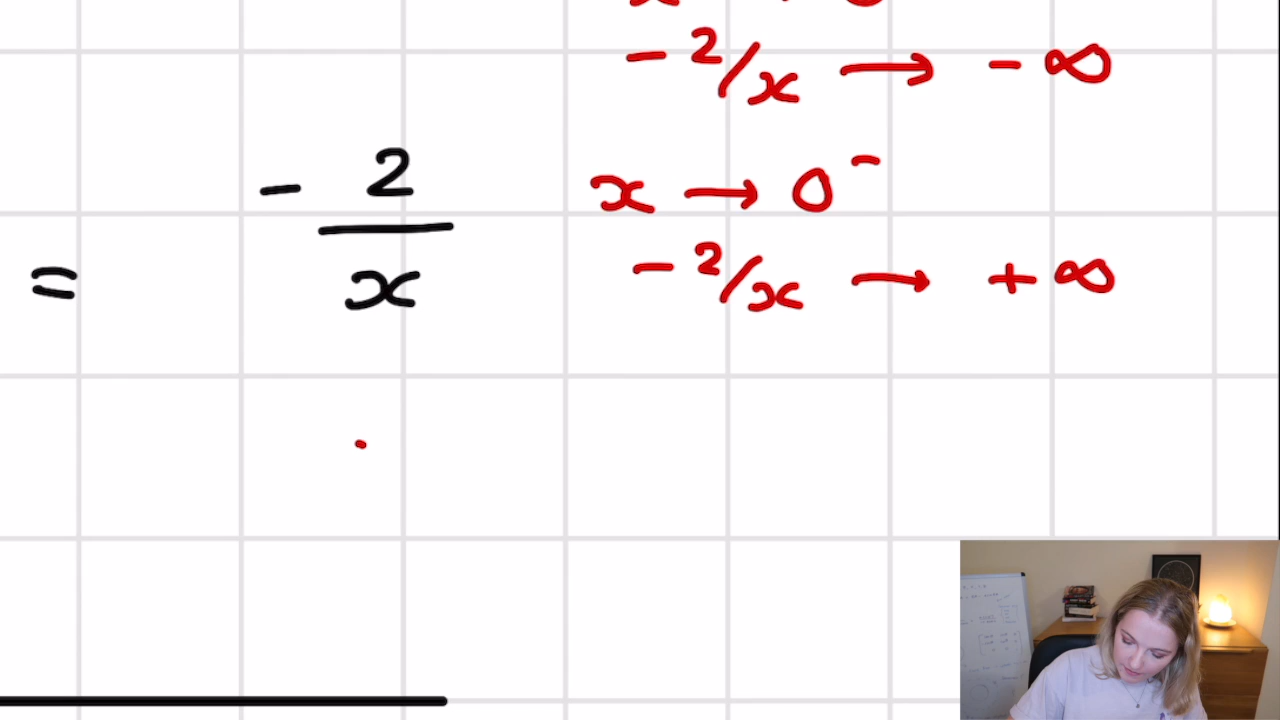 -2/x → -∞
x → 0⁻
= - 2/x
-2/x → +∞